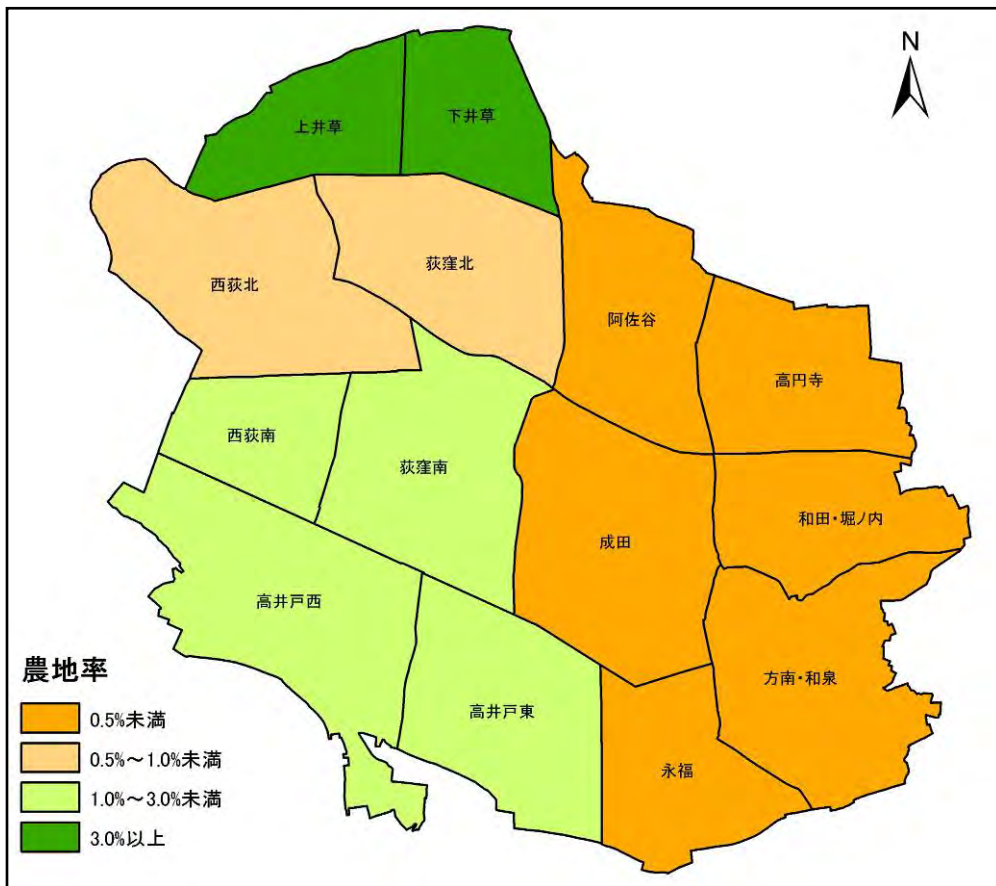 N
上井草
下井草
西荻北
荻窪北
阿佐谷
高円寺
西荻南
荻窪南
和田・堀ノ内
成田
高井戸西
方南・和泉
高井戸東
永福
農地率
0.5%未満
0.5%～1.0%未満
1.0%～3.0%未満
3.0%以上